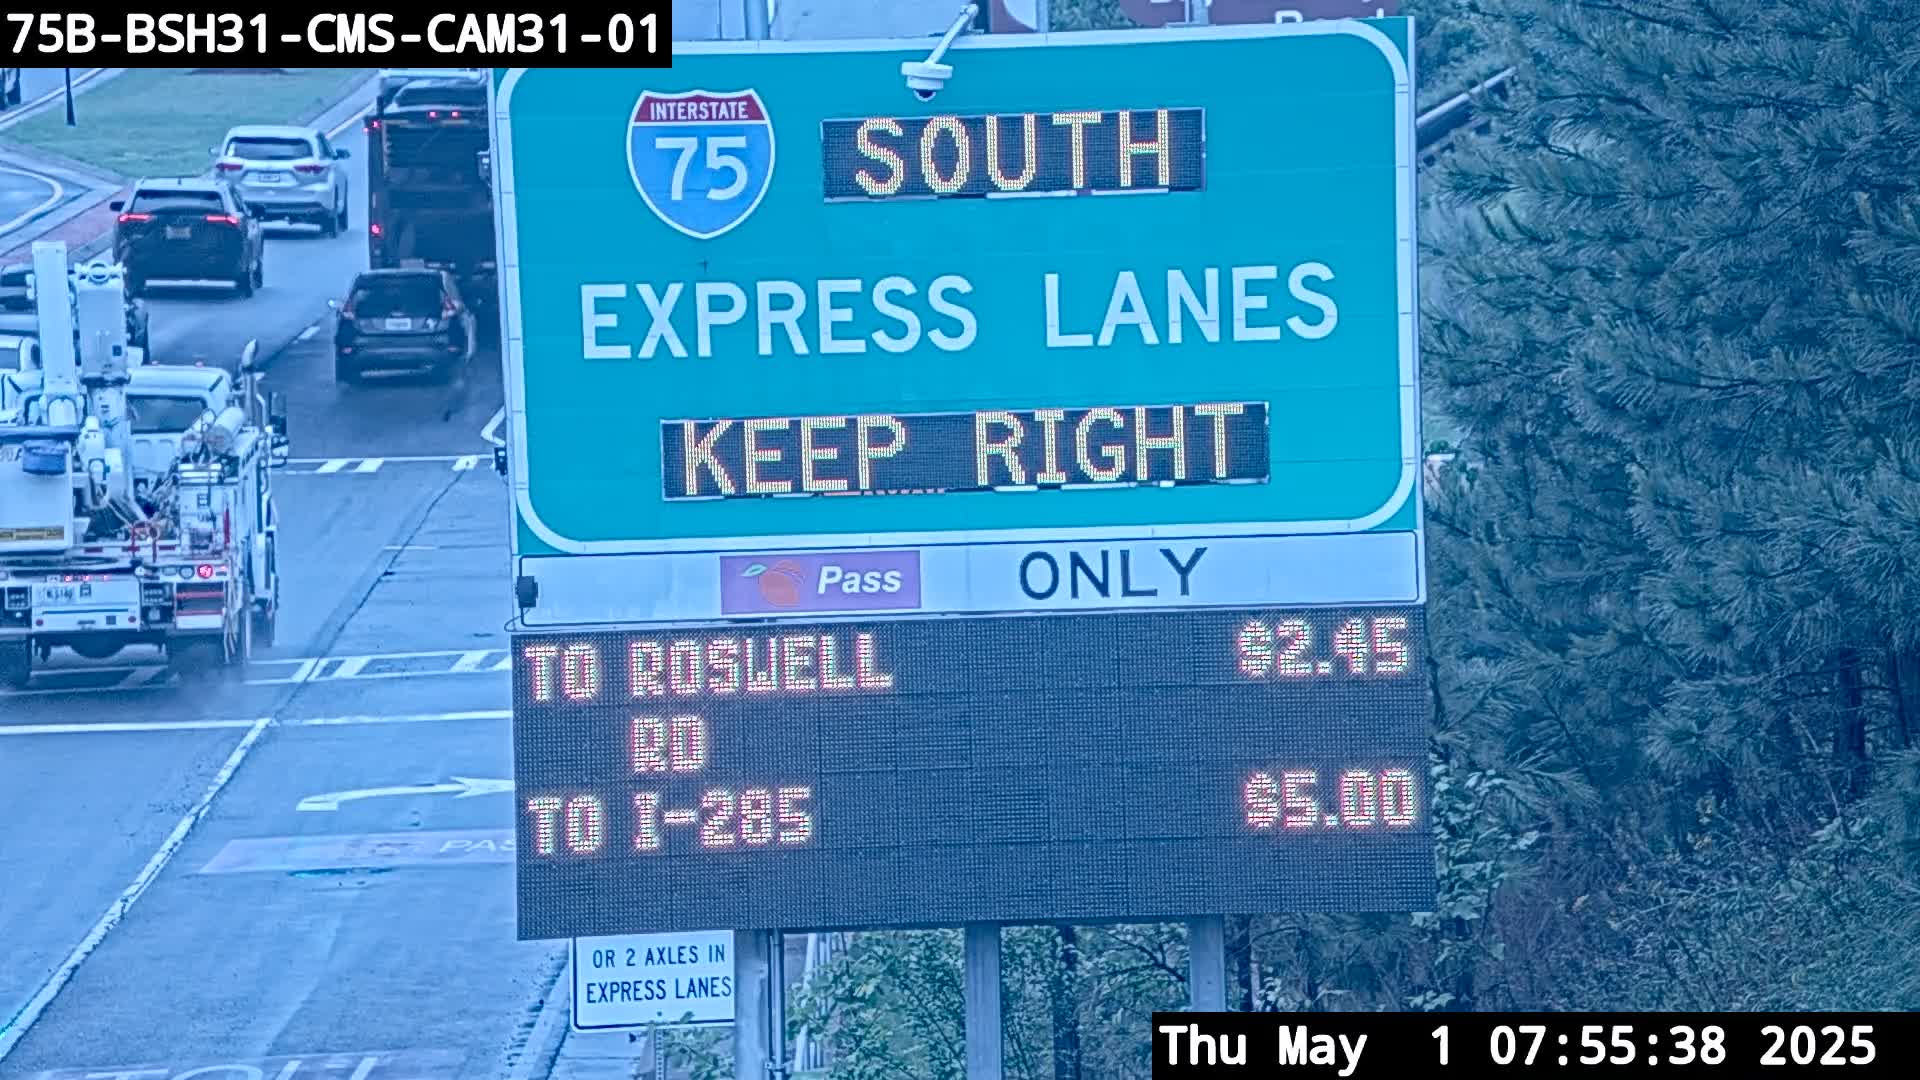 75B-BSH31-CMS-CAM31-01
INTERSTATE
75
SOUTH
EXPRESS LANES
KEEP RIGHT
Pass ONLY
TO ROSWELL $2.45
RD
TO I-285 $5.00
OR 2 AXLES IN
EXPRESS LANES
Thu May 1 07:55:38 2025